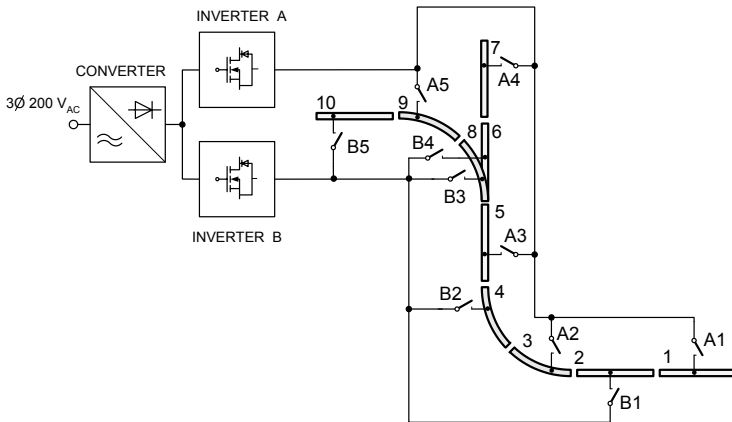 INVERTER A
CONVERTER
3Ø 200 VAC
INVERTER B
7
A4
A5
10
9
8
6
B5
B4
B3
5
A3
B2
4
3
A2
2
1
A1
B1